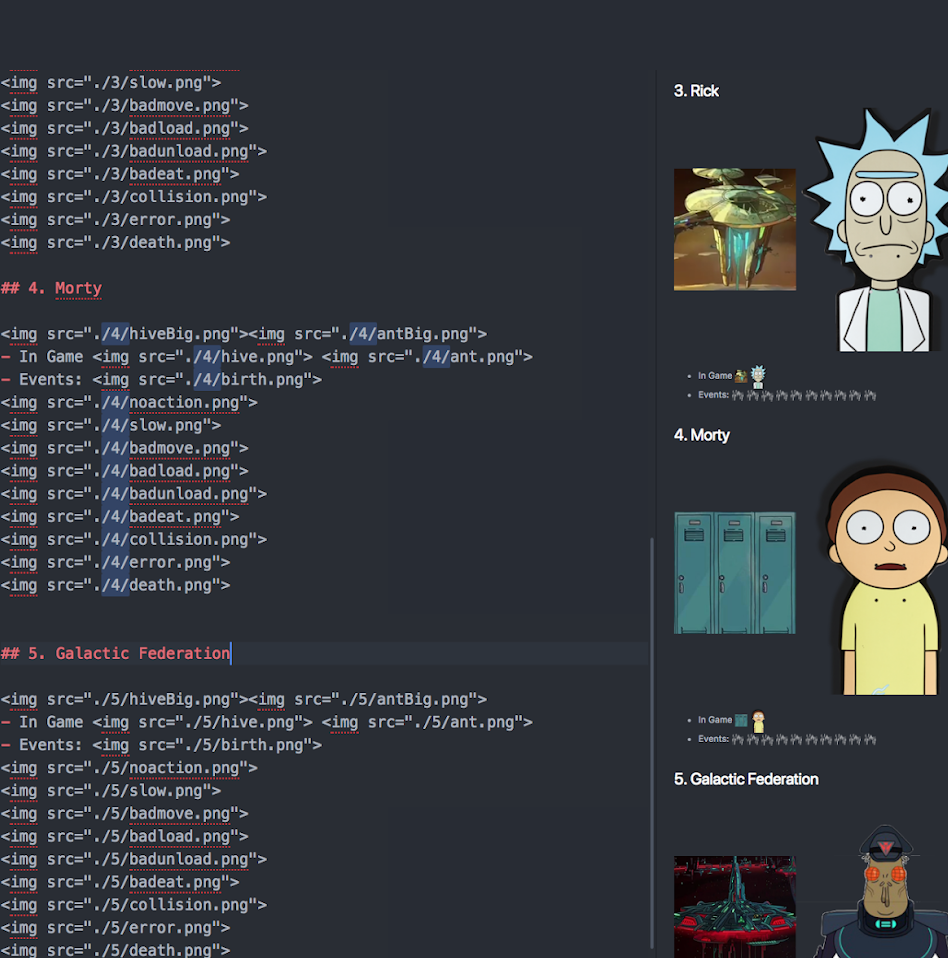 <img src="./3/slow.png">
<img src="./3/badmove.png">
<img src="./3/badload.png">
<img src="./3/badunload.png">
<img src="./3/badeat.png">
<img src="./3/collision.png">
<img src="./3/error.png">
<img src="./3/death.png">
## 4. Morty
<img src="./4/hiveBig.png"><img src="./4/antBig.png">
- In Game <img src="./4/hive.png"> <img src="./4/ant.png">
- Events: <img src="./4/birth.png">
<img src="./4/noaction.png">
<img src="./4/slow.png">
<img src="./4/badmove.png">
<img src="./4/badload.png">
<img src="./4/badunload.png">
<img src="./4/badeat.png">
<img src="./4/collision.png">
<img src="./4/error.png">
<img src="./4/death.png">
## 5. Galactic Federation
<img src="./5/hiveBig.png"><img src="./5/antBig.png">
- In Game <img src="./5/hive.png"> <img src="./5/ant.png">
- Events: <img src="./5/birth.png">
<img src="./5/noaction.png">
<img src="./5/slow.png">
<img src="./5/badmove.png">
<img src="./5/badload.png">
<img src="./5/badunload.png">
<img src="./5/badeat.png">
<img src="./5/collision.png">
<img src="./5/error.png">
<img src="./5/death.png">
3. Rick
• In Game
• Events:
4. Morty
• In Game
• Events:
5. Galactic Federation